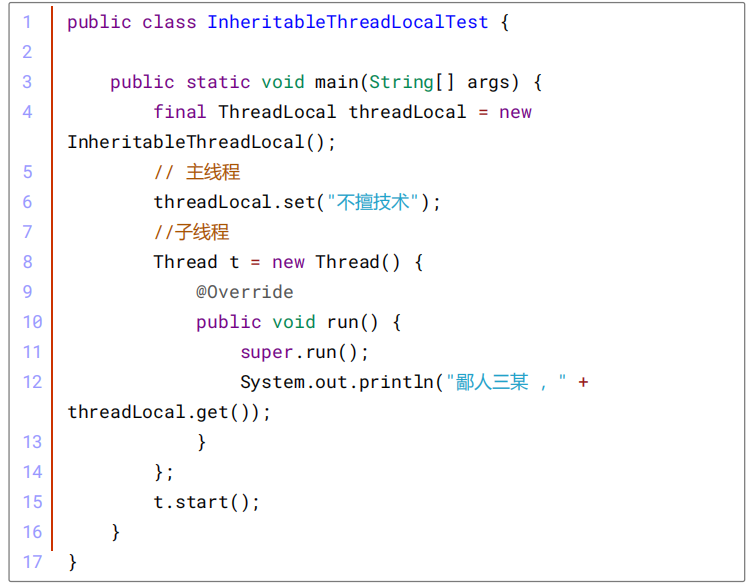 1 public class InheritableThreadLocalTest {
2
3 public static void main(String[] args) {
4 final ThreadLocal threadLocal = new
InheritableThreadLocal();
5 // 主线程
6 threadLocal.set("不擅技术");
7 //子线程
8 Thread t = new Thread() {
9 @Override
10 public void run() {
11 super.run();
12 System.out.println("鄙人三某 ，" +
threadLocal.get());
13 }
14 };
15 t.start();
16 }
17 }